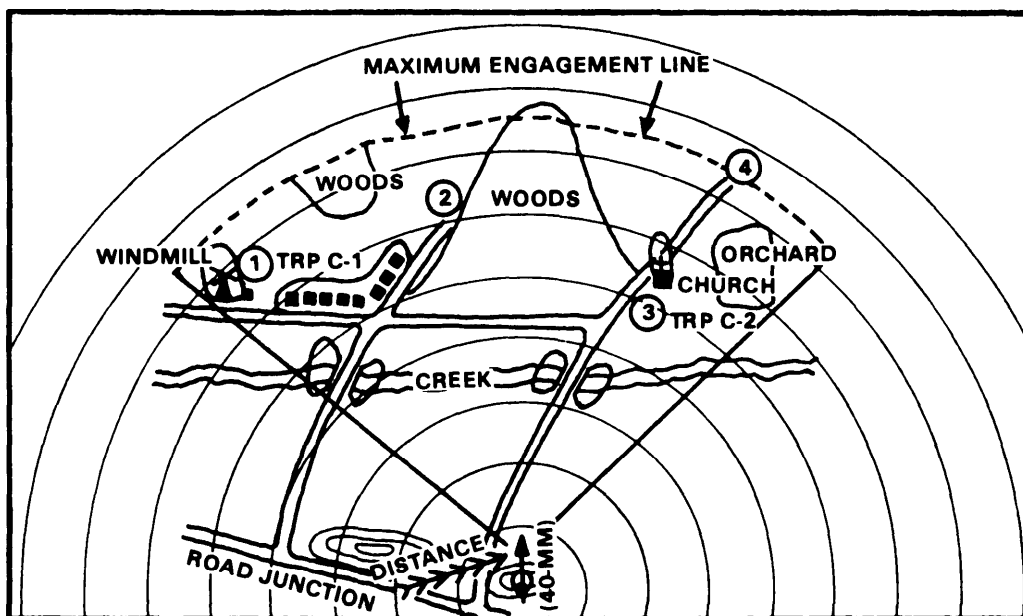 MAXIMUM ENGAGEMENT LINE
WOODS
2
WOODS
4
WINDMILL
1 TRP C-1
ORCHARD
CHURCH
3 TRP C-2
CREEK
ROAD JUNCTION
DISTANCE
(40-MM)